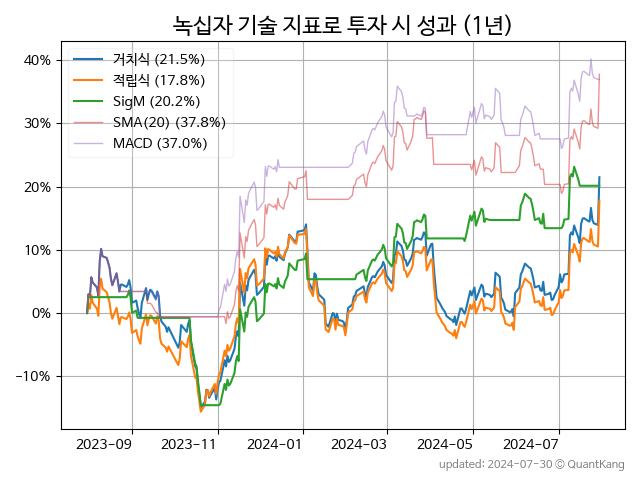 녹십자 기술 지표로 투자 시 성과 (1년)
거치식 (21.5%)
적립식 (17.8%)
SigM (20.2%)
SMA(20) (37.8%)
MACD (37.0%)
40%
30%
20%
10%
0%
−10%
2023-09 2023-11 2024-01 2024-03 2024-05 2024-07
updated: 2024-07-30 © QuantKang